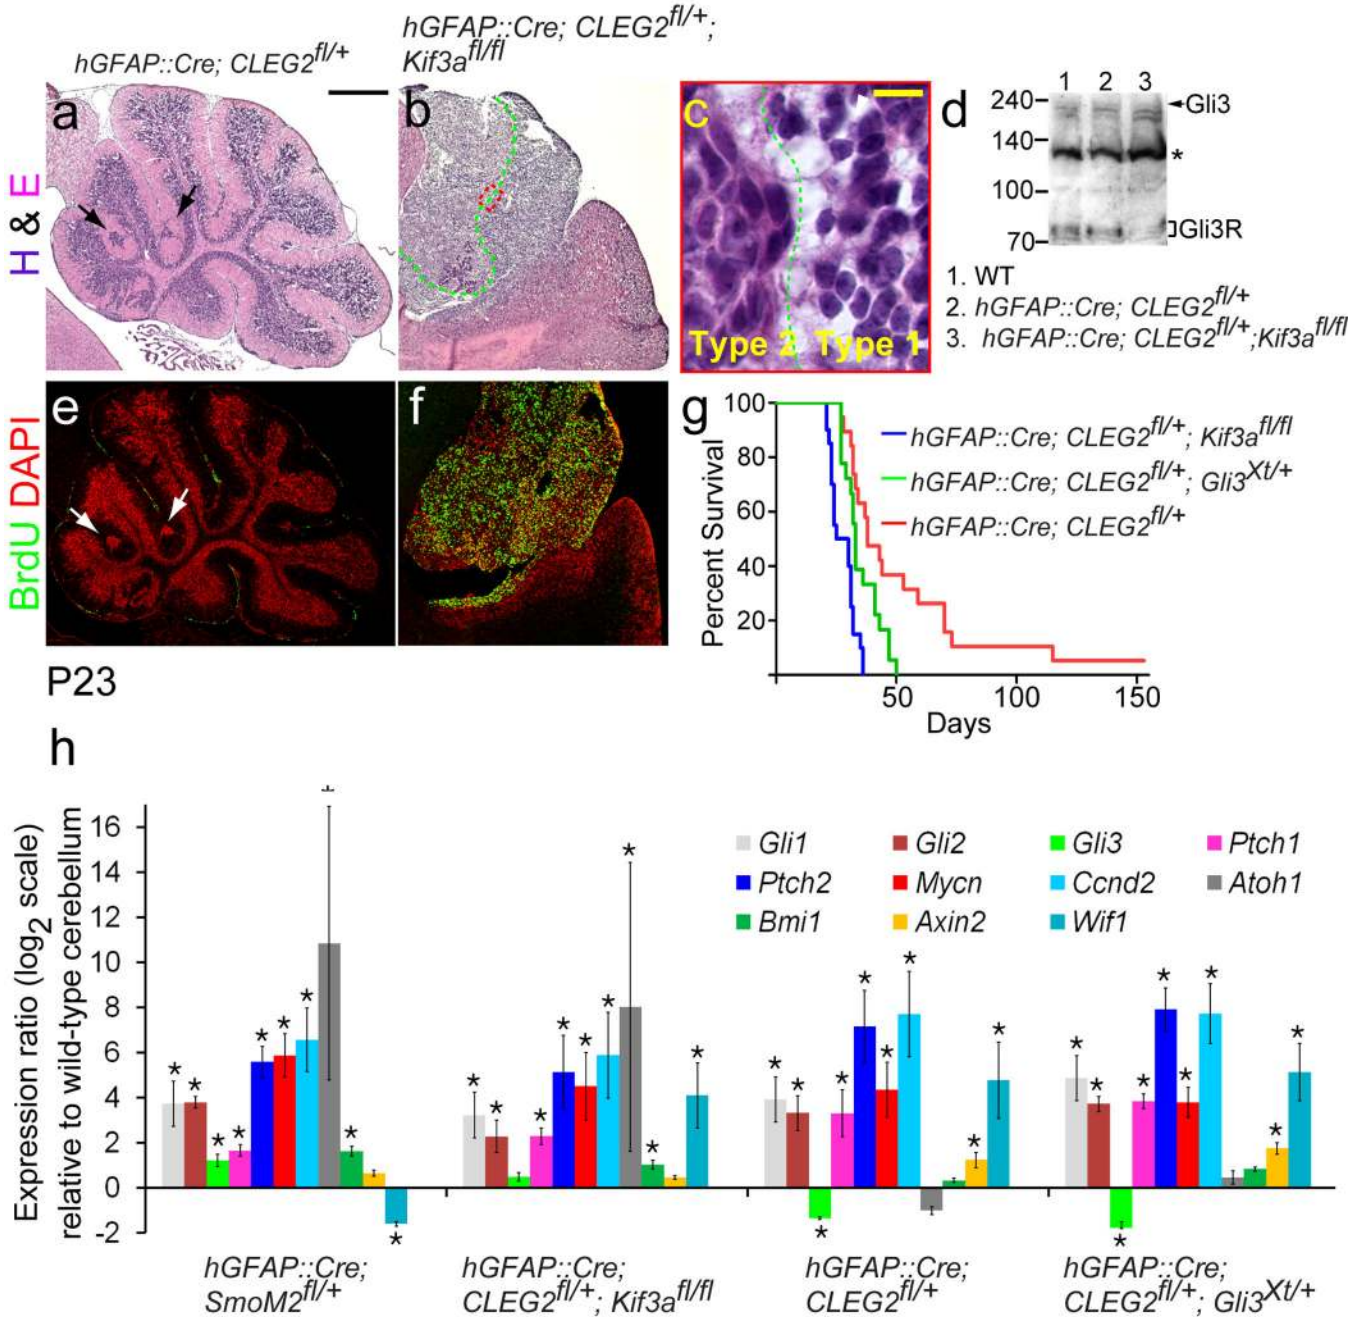 hGFAP::Cre; CLEG2fl/+
hGFAP::Cre; CLEG2fl/+;
Kif3afl/fl
H & E
a
b
c
Type 2 Type 1
d
1 2 3
240
140
100
70
Gli3
*
Gli3R
1. WT
2. hGFAP::Cre; CLEG2fl/+
3. hGFAP::Cre; CLEG2fl/+;Kif3afl/fl
BrdU DAPI
e
f
P23
g
Percent Survival
100
80
60
40
20
50 100 150
Days
hGFAP::Cre; CLEG2fl/+; Kif3afl/fl
hGFAP::Cre; CLEG2fl/+; Gli3Xt/+
hGFAP::Cre; CLEG2fl/+
h
Expression ratio (log2 scale)
relative to wild-type cerebellum
16
14
12
10
8
6
4
2
0
-2
Gli1 Gli2 Gli3 Ptch1
Ptch2 Mycn Ccnd2 Atoh1
Bmi1 Axin2 Wif1
hGFAP::Cre;
SmoM2fl/+
hGFAP::Cre;
CLEG2fl/+; Kif3afl/fl
hGFAP::Cre;
CLEG2fl/+
hGFAP::Cre;
CLEG2fl/+; Gli3Xt/+